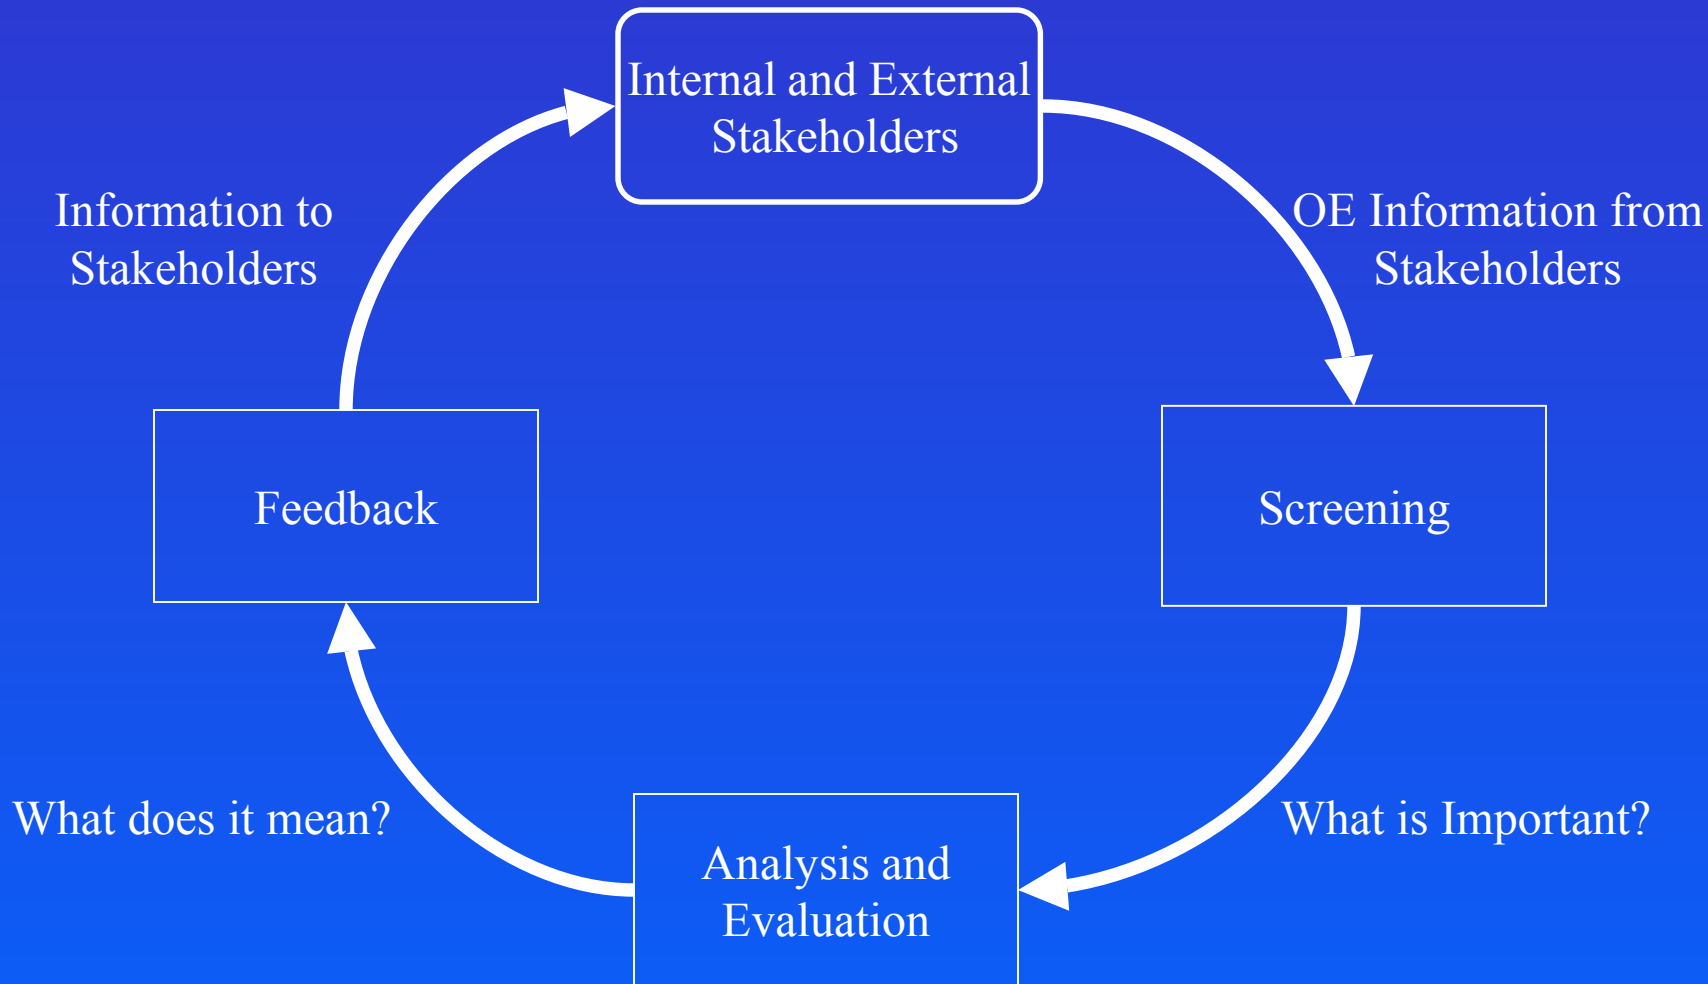 Internal and External
Stakeholders
Information to
Stakeholders
OE Information from
Stakeholders
Feedback
Screening
What does it mean?
What is Important?
Analysis and
Evaluation